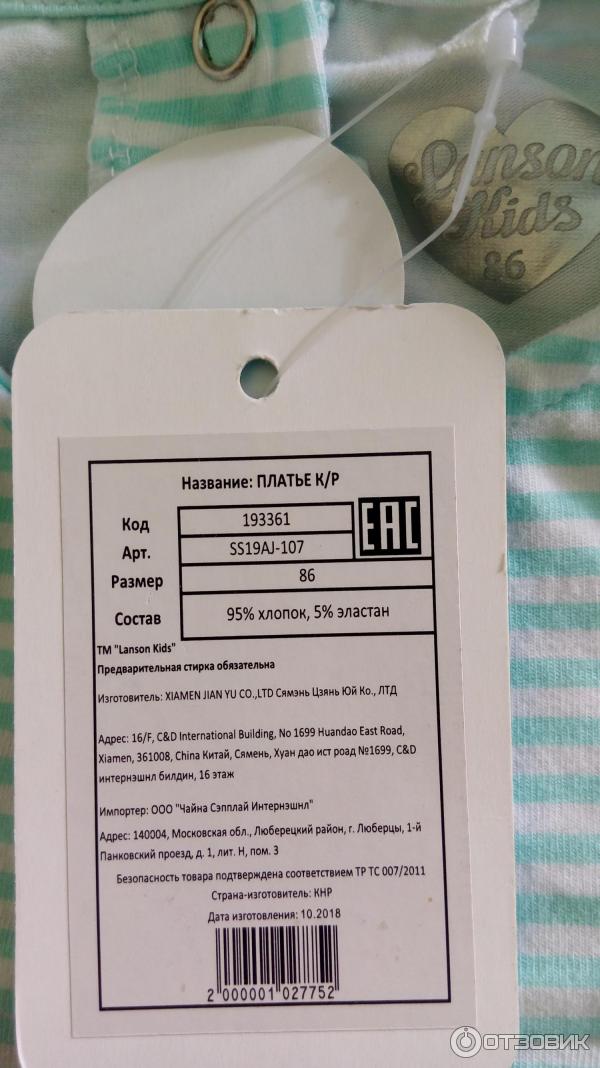 Lanson
Kids
86
Название: ПЛАТЬЕ К/Р
Код 193361
EAC
Арт. SS19AJ-107
Размер 86
Состав 95% хлопок, 5% эластан
ТМ "Lanson Kids"
Предварительная стирка обязательна
Изготовитель: XIAMEN JIAN YU CO.,LTD Сямэнь Цзянь Юй Ко., ЛТД
Адрес: 16/F, C&D International Building, No 1699 Huandao East Road,
Xiamen, 361008, China Китай, Сямень, Хуан дао ист роад №1699, C&D
интернэшнл билдин, 16 этаж
Импортер: ООО "Чайна Сэпплай Интернэшнл"
Адрес: 140004, Московская обл., Люберецкий район, г. Люберцы, 1-й
Панковский проезд, д. 1, лит. Н, пом. 3
Безопасность товара подтверждена соответствием ТР ТС 007/2011
Страна-изготовитель: КНР
Дата изготовления: 10.2018
2 000001 027752
ОТЗОВИК